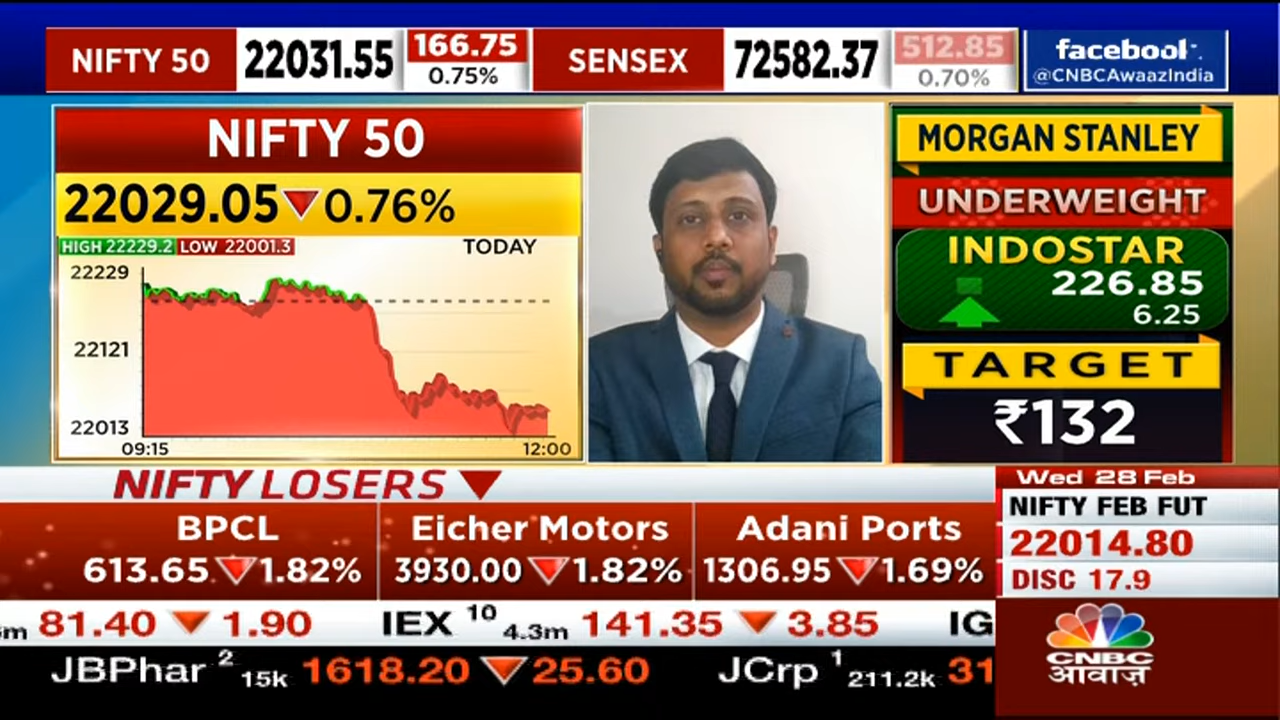 NIFTY 50 22031.55 166.75 0.75% SENSEX 72582.37 512.85 0.70%
facebook
@CNBCAwaazIndia
NIFTY 50
22029.05 0.76%
HIGH 22229.2 LOW 22001.3 TODAY
22229
22121
22013
09:15 12:00
MORGAN STANLEY
UNDERWEIGHT
INDOSTAR
226.85
6.25
TARGET
₹132
NIFTY LOSERS
BPCL
613.65 1.82%
Eicher Motors
3930.00 1.82%
Adani Ports
1306.95 1.69%
Wed 28 Feb
NIFTY FEB FUT
22014.80
DISC 17.9
81.40 1.90 IEX 10 4.3m 141.35 3.85 IG
JBPhar 2 15k 1618.20 25.60 JCrp 1 211.2k 31
CNBC
आवाज़